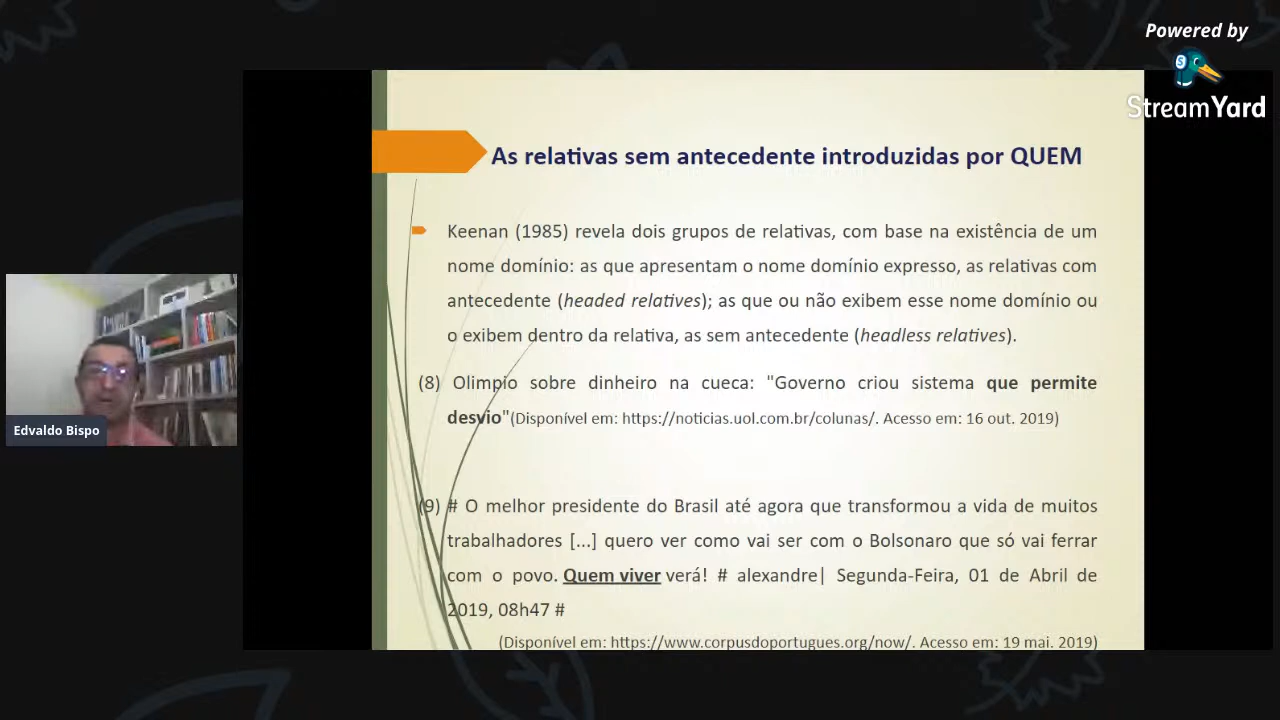 Powered by
StreamYard
As relativas sem antecedente introduzidas por QUEM
Keenan (1985) revela dois grupos de relativas, com base na existência de um
nome domínio: as que apresentam o nome domínio expresso, as relativas com
antecedente (headed relatives); as que ou não exibem esse nome domínio ou
o exibem dentro da relativa, as sem antecedente (headless relatives).
(8) Olimpio sobre dinheiro na cueca: "Governo criou sistema que permite
desvio"(Disponível em: https://noticias.uol.com.br/colunas/. Acesso em: 16 out. 2019)
(9) # O melhor presidente do Brasil até agora que transformou a vida de muitos
trabalhadores [...] quero ver como vai ser com o Bolsonaro que só vai ferrar
com o povo. Quem viver verá! # alexandre| Segunda-Feira, 01 de Abril de
2019, 08h47 #
(Disponível em: https://www.corpusdoportugues.org/now/. Acesso em: 19 mai. 2019)
Edvaldo Bispo